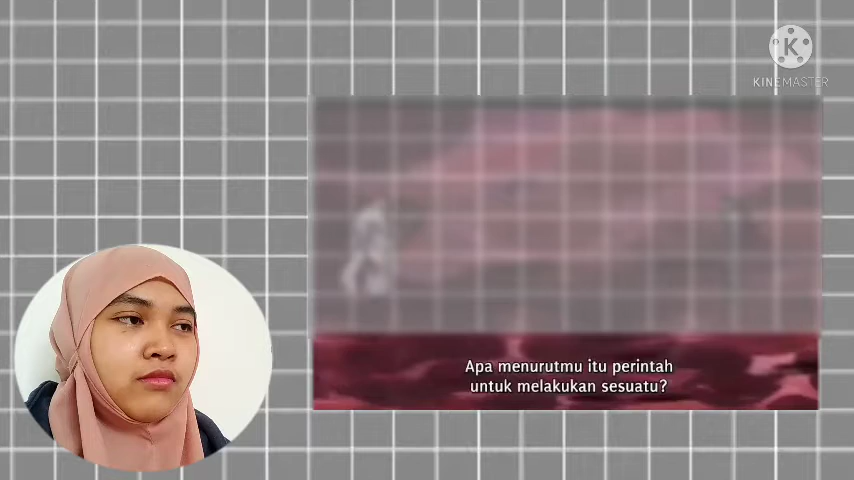 K
KINEMASTER
Apa menurutmu itu perintah
untuk melakukan sesuatu?